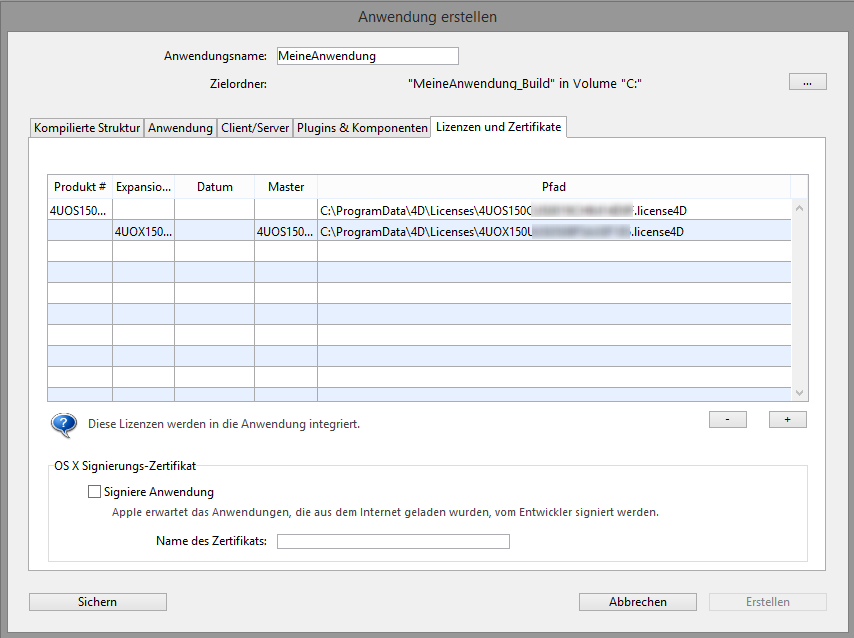 Anwendung erstellen
Anwendungsname: MeineAnwendung
Zielordner: "MeineAnwendung_Build" in Volume "C:" ...
Kompilierte Struktur Anwendung Client/Server Plugins & Komponenten Lizenzen und Zertifikate
Produkt # Expansio... Datum Master Pfad
4UOS150... C:\ProgramData\4D\Licenses\4UOS150 .license4D
4UOX150... 4UOS150... C:\ProgramData\4D\Licenses\4UOX150U .license4D
? Diese Lizenzen werden in die Anwendung integriert. - +
OS X Signierungs-Zertifikat
Signiere Anwendung
Apple erwartet das Anwendungen, die aus dem Internet geladen wurden, vom Entwickler signiert werden.
Name des Zertifikats:
Sichern Abbrechen Erstellen